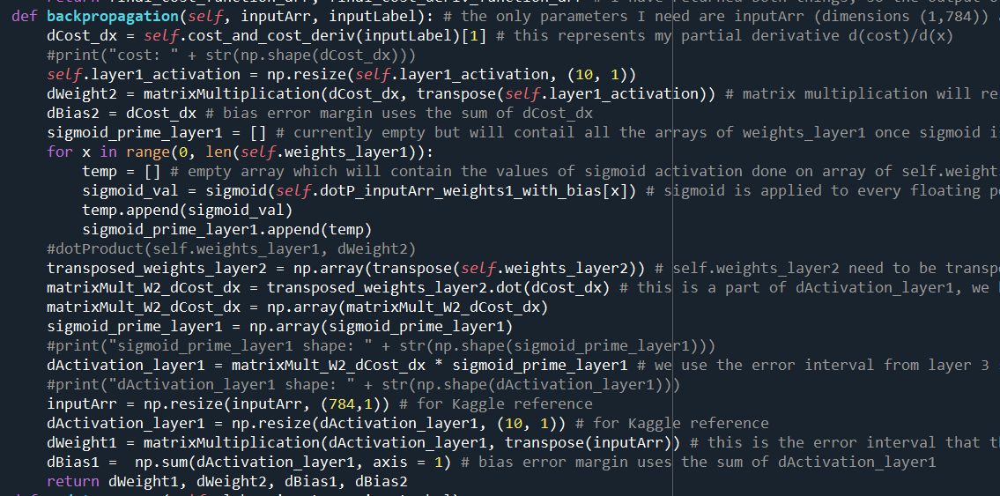 def backpropagation(self, inputArr, inputLabel): # the only parameters I need are inputArr (dimensions (1,784))
dCost_dx = self.cost_and_cost_deriv(inputLabel)[1] # this represents my partial derivative d(cost)/d(x)
#print("cost: " + str(np.shape(dCost_dx)))
self.layer1_activation = np.resize(self.layer1_activation, (10, 1))
dWeight2 = matrixMultiplication(dCost_dx, transpose(self.layer1_activation)) # matrix multiplication will re
dBias2 = dCost_dx # bias error margin uses the sum of dCost_dx
sigmoid_prime_layer1 = [] # currently empty but will contail all the arrays of weights_layer1 once sigmoid i
for x in range(0, len(self.weights_layer1)):
temp = [] # empty array which will contain the values of sigmoid activation done on array of self.weight
sigmoid_val = sigmoid(self.dotP_inputArr_weights1_with_bias[x]) # sigmoid is applied to every floating p
temp.append(sigmoid_val)
sigmoid_prime_layer1.append(temp)
#dotProduct(self.weights_layer1, dWeight2)
transposed_weights_layer2 = np.array(transpose(self.weights_layer2)) # self.weights_layer2 need to be transp
matrixMult_W2_dCost_dx = transposed_weights_layer2.dot(dCost_dx) # this is a part of dActivation_layer1, we
matrixMult_W2_dCost_dx = np.array(matrixMult_W2_dCost_dx)
sigmoid_prime_layer1 = np.array(sigmoid_prime_layer1)
#print("sigmoid_prime_layer1 shape: " + str(np.shape(sigmoid_prime_layer1)))
dActivation_layer1 = matrixMult_W2_dCost_dx * sigmoid_prime_layer1 # we use the error interval from layer 3
#print("dActivation_layer1 shape: " + str(np.shape(dActivation_layer1)))
inputArr = np.resize(inputArr, (784,1)) # for Kaggle reference
dActivation_layer1 = np.resize(dActivation_layer1, (10, 1)) # for Kaggle reference
dWeight1 = matrixMultiplication(dActivation_layer1, transpose(inputArr)) # this is the error interval that t
dBias1 =  np.sum(dActivation_layer1, axis = 1) # bias error margin uses the sum of dActivation_layer1
return dWeight1, dWeight2, dBias1, dBias2